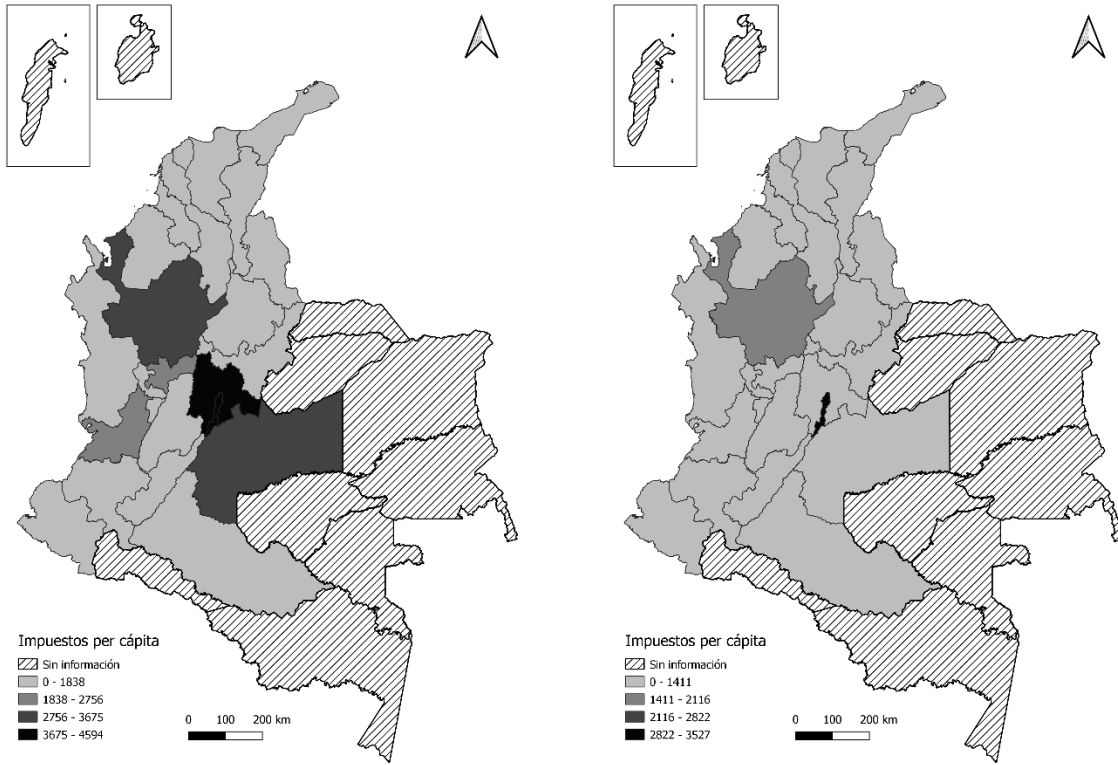 Impuestos per cápita
Sin información
0 - 1838
1838 - 2756
2756 - 3675
3675 - 4594
0 100 200 km
Impuestos per cápita
Sin información
0 - 1411
1411 - 2116
2116 - 2822
2822 - 3527
0 100 200 km